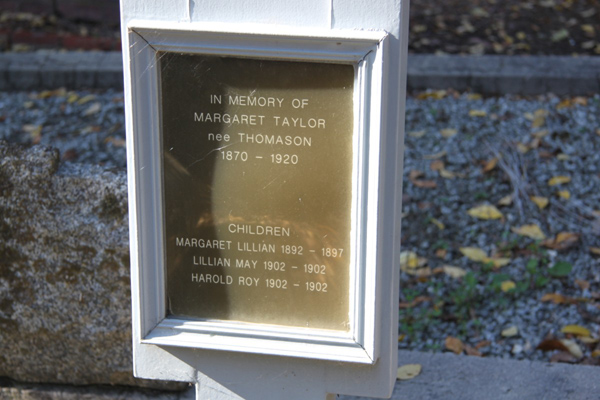 IN MEMORY OF
MARGARET TAYLOR
nee THOMASON
1870 - 1920
CHILDREN
MARGARET LILLIAN 1892 - 1897
LILLIAN MAY 1902 - 1902
HAROLD ROY 1902 - 1902